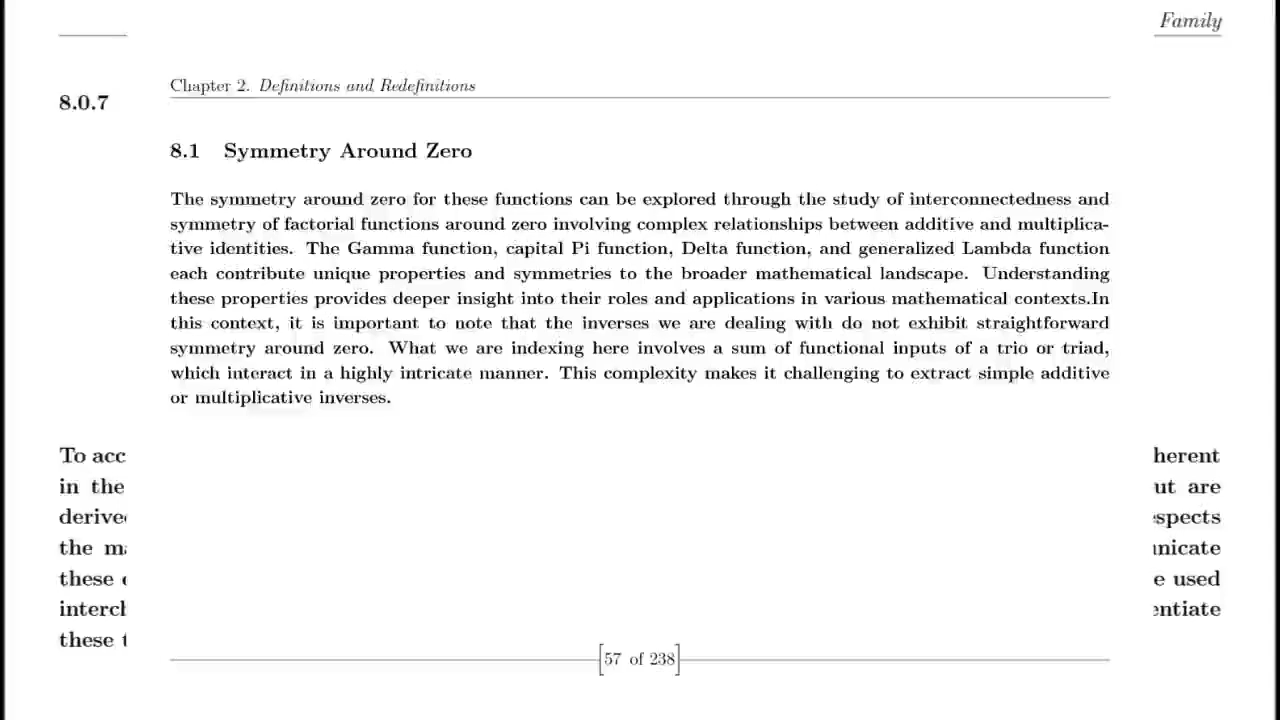 Family
8.0.7
Chapter 2. Definitions and Redefinitions
8.1 Symmetry Around Zero
The symmetry around zero for these functions can be explored through the study of interconnectedness and
symmetry of factorial functions around zero involving complex relationships between additive and multiplica-
tive identities. The Gamma function, capital Pi function, Delta function, and generalized Lambda function
each contribute unique properties and symmetries to the broader mathematical landscape. Understanding
these properties provides deeper insight into their roles and applications in various mathematical contexts.In
this context, it is important to note that the inverses we are dealing with do not exhibit straightforward
symmetry around zero. What we are indexing here involves a sum of functional inputs of a trio or triad,
which interact in a highly intricate manner. This complexity makes it challenging to extract simple additive
or multiplicative inverses.
To acc herent
in the ut are
the
these e used
these
[57 of 238]